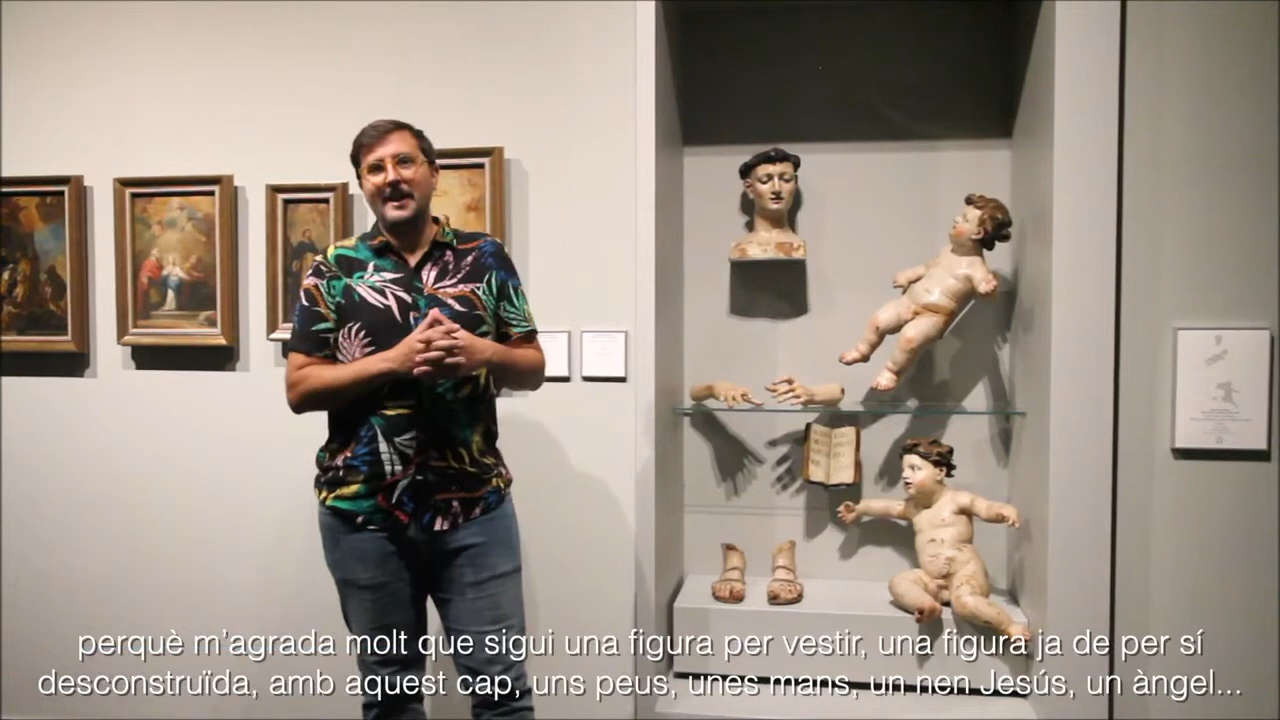 perquè m'agrada molt que sigui una figura per vestir, una figura ja de per sí
desconstruïda, amb aquest cap, uns peus, unes mans, un nen Jesús, un àngel...